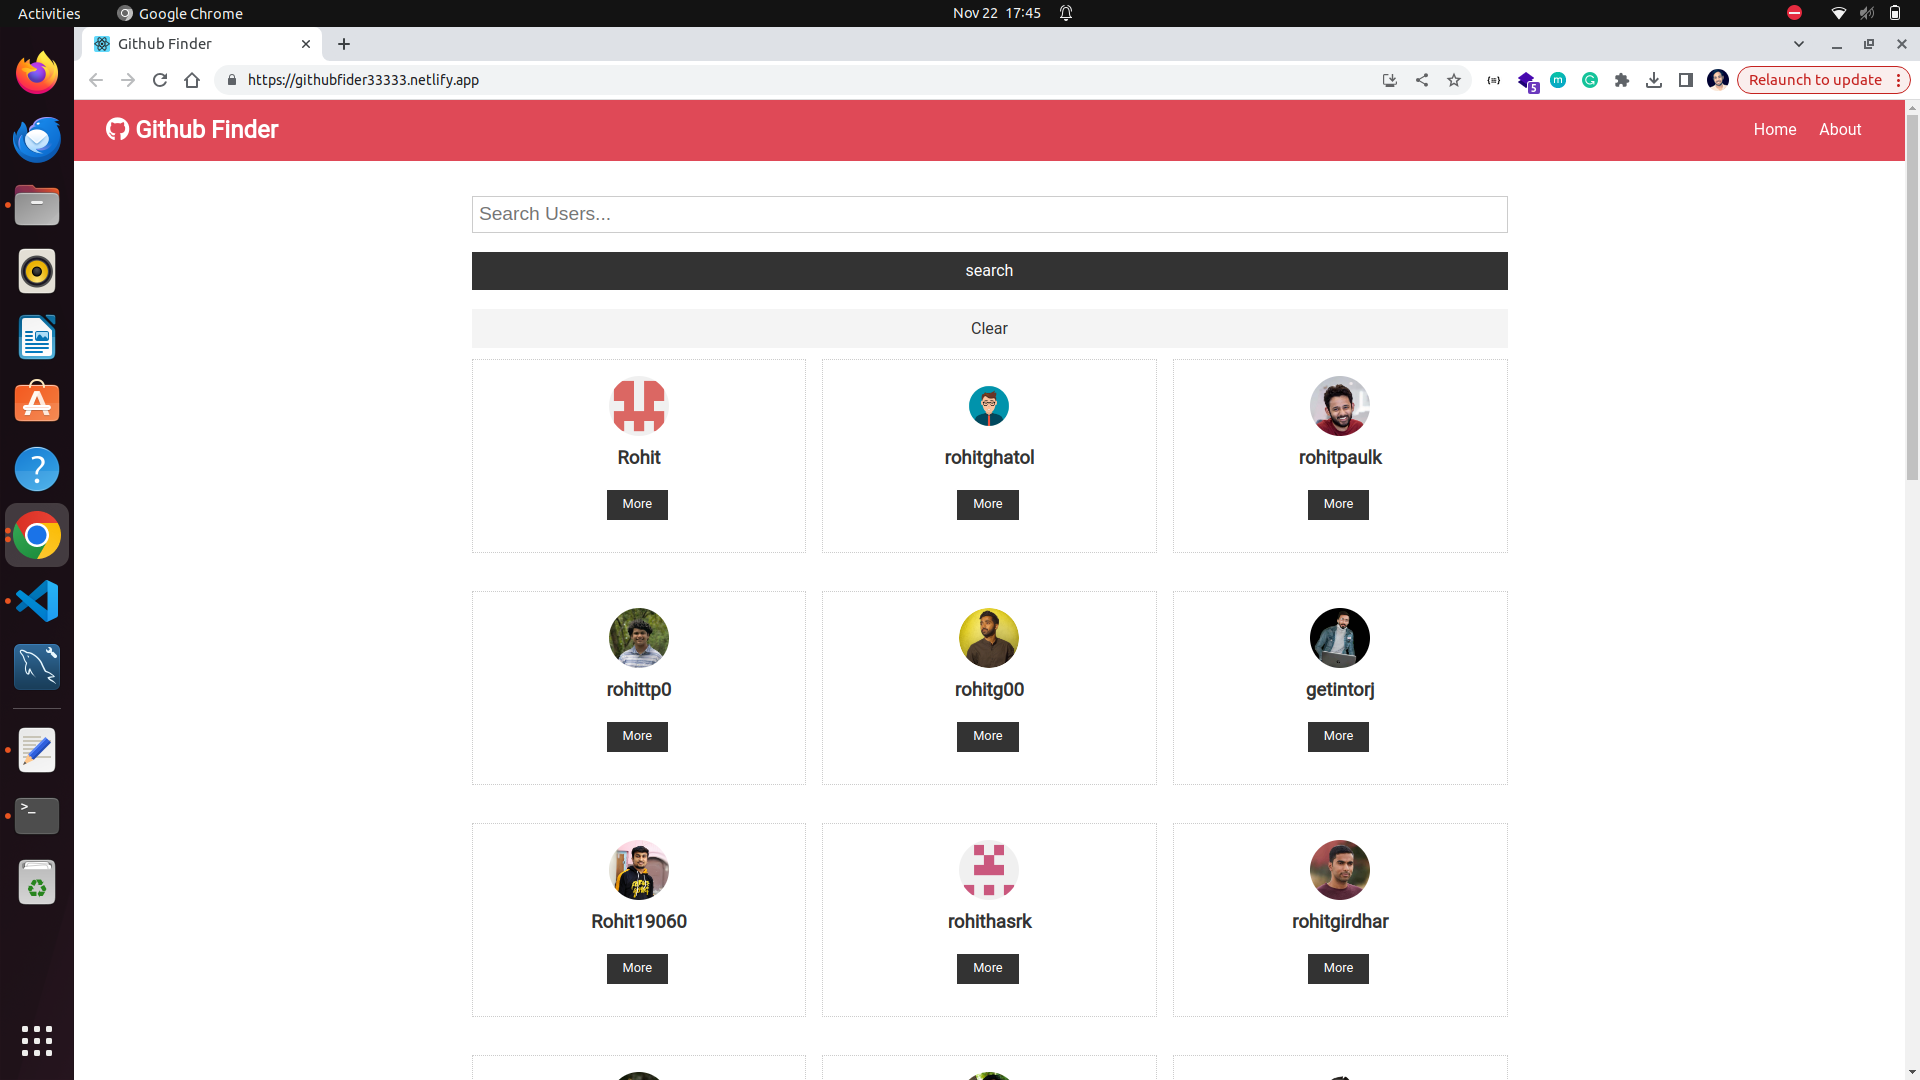 Activities
Google Chrome
Nov 22 17:45
Github Finder
https://githubfider33333.netlify.app
5
m
G
Relaunch to update
Github Finder
Home
About
Search Users...
search
Clear
Rohit
rohitghatol
rohitpaulk
More
More
More
rohittp0
rohitg00
getintorj
More
More
More
Rohit19060
rohithasrk
rohitgirdhar
More
More
More